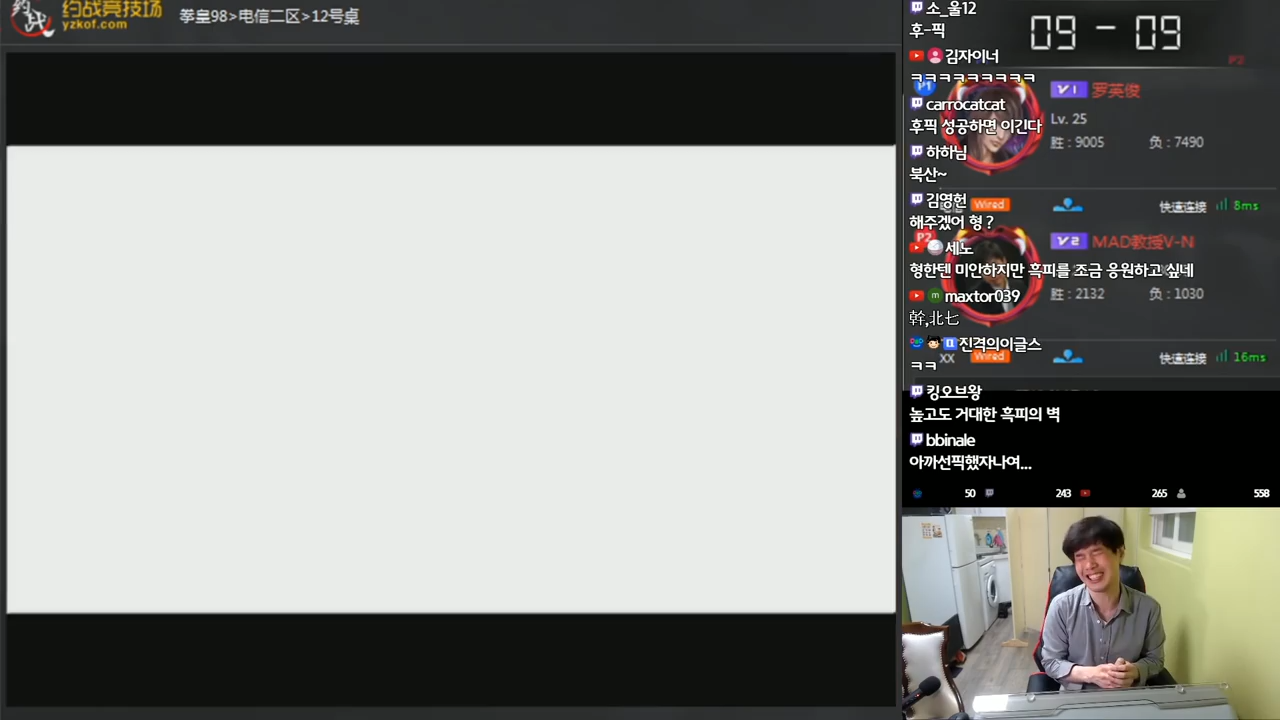 约战竞技场
yzkof.com
拳皇98>电信二区>12号桌
09 - 09
P2
소_울12
후-픽
김자이너
ㅋㅋㅋㅋㅋㅋㅋㅋㅋ
P1
V1 罗英俊
carrocatcat
Lv. 25
후픽 성공하면 이긴다
胜 : 9005 负 : 7490
하하님
북산~
김영헌
Wired 快速连接 8ms
해주겠어 형 ?
P2
V2 MAD教授V-N
세노
형한텐 미안하지만 흑피를 조금 응원하고 싶네
胜 : 2132 负 : 1030
maxtor039
幹,北七
진격의이글스
XX Wired 快速连接 16ms
ㅋㅋ
킹오브왕
높고도 거대한 흑피의 벽
bbinale
아까선픽했자나여...
50 243 265 558